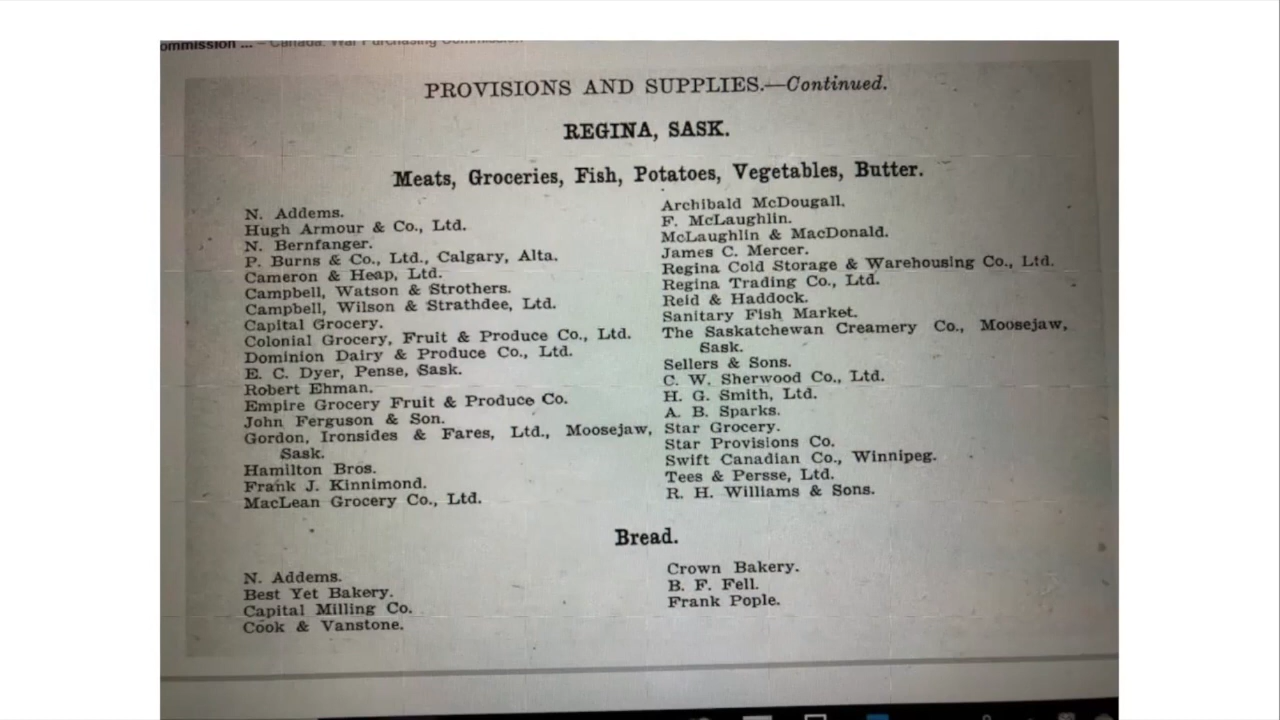 ommission ... – Canada. War Purchasing Commission
PROVISIONS AND SUPPLIES.—Continued.
REGINA, SASK.
Meats, Groceries, Fish, Potatoes, Vegetables, Butter.
N. Addems.
Hugh Armour & Co., Ltd.
N. Bernfanger.
P. Burns & Co., Ltd., Calgary, Alta.
Cameron & Heap, Ltd.
Campbell, Watson & Strothers.
Campbell, Wilson & Strathdee, Ltd.
Capital Grocery.
Colonial Grocery, Fruit & Produce Co., Ltd.
Dominion Dairy & Produce Co., Ltd.
E. C. Dyer, Pense, Sask.
Robert Ehman.
Empire Grocery Fruit & Produce Co.
John Ferguson & Son.
Gordon, Ironsides & Fares, Ltd., Moosejaw,
Sask.
Hamilton Bros.
Frank J. Kinnimond.
MacLean Grocery Co., Ltd.
Archibald McDougall.
F. McLaughlin.
McLaughlin & MacDonald.
James C. Mercer.
Regina Cold Storage & Warehousing Co., Ltd.
Regina Trading Co., Ltd.
Reid & Haddock.
Sanitary Fish Market.
The Saskatchewan Creamery Co., Moosejaw,
Sask.
Sellers & Sons.
C. W. Sherwood Co., Ltd.
H. G. Smith, Ltd.
A. B. Sparks.
Star Grocery.
Star Provisions Co.
Swift Canadian Co., Winnipeg.
Tees & Persse, Ltd.
R. H. Williams & Sons.
Bread.
N. Addems.
Best Yet Bakery.
Capital Milling Co.
Cook & Vanstone.
Crown Bakery.
B. F. Fell.
Frank Pople.